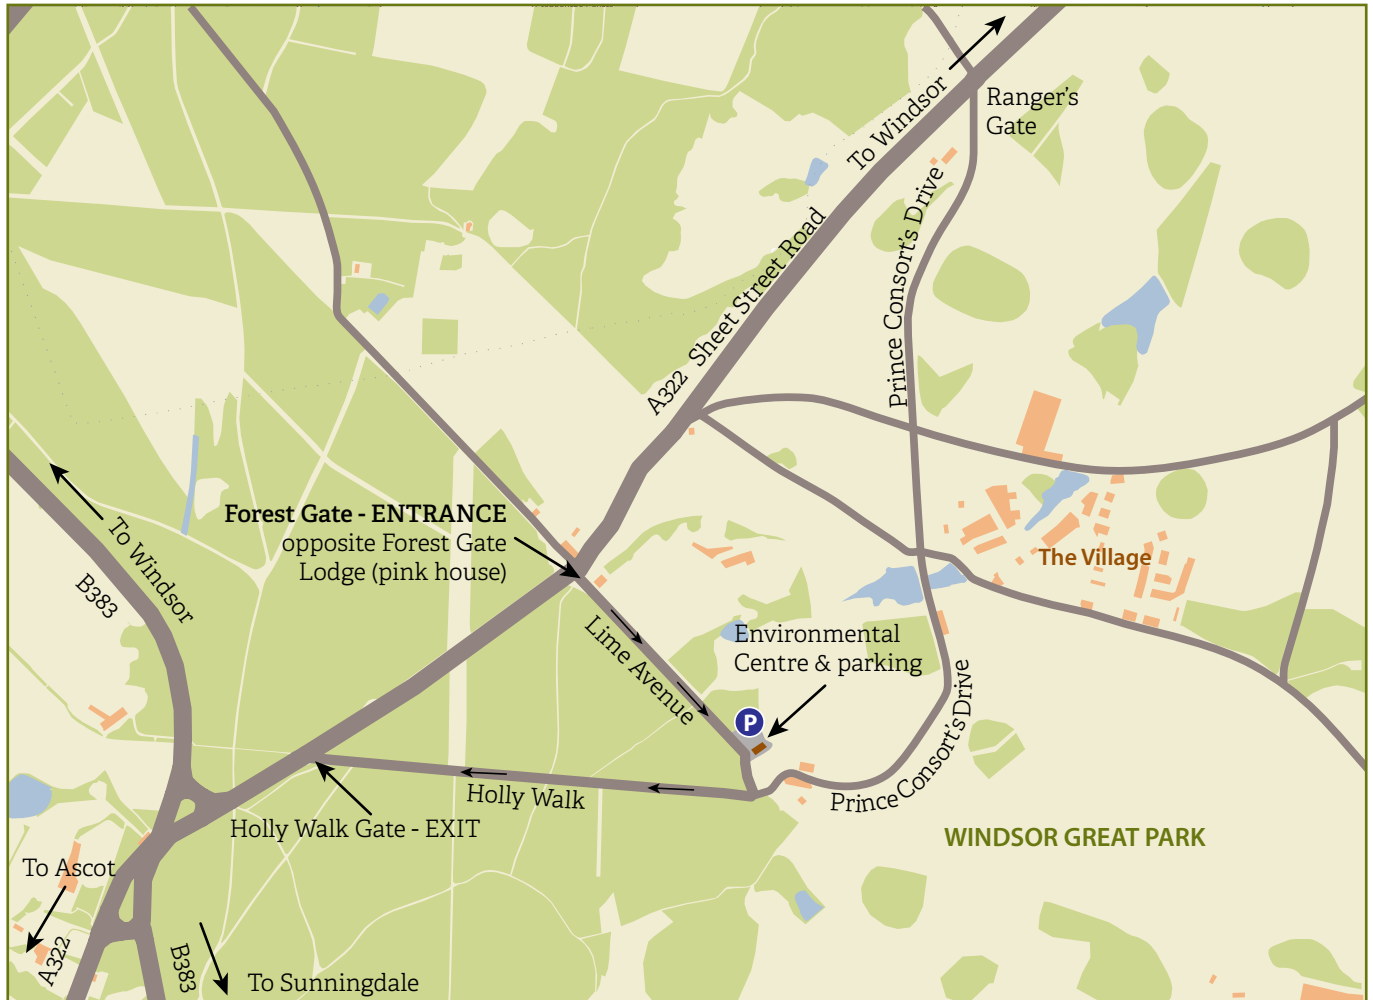 To Windsor
Ranger's
Gate
Prince Consort's Drive
A322 Sheet Street Road
Forest Gate - ENTRANCE
opposite Forest Gate
Lodge (pink house)
To Windsor
B383
The Village
Lime Avenue
Environmental
Centre & parking
P
Prince Consort's Drive
Holly Walk
Holly Walk Gate - EXIT
WINDSOR GREAT PARK
To Ascot
A322
B383
To Sunningdale